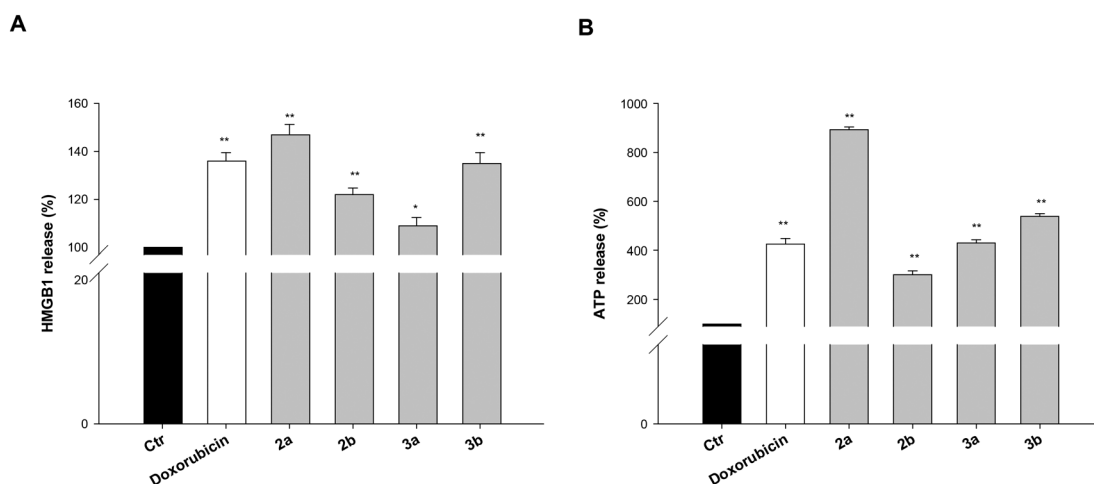 A
HMGB1 release (%)
160
140
120
100
20
0
**
**
**
*
**
Ctr
Doxorubicin
2a
2b
3a
3b
B
ATP release (%)
1000
800
600
400
200
0
**
**
**
**
**
Ctr
Doxorubicin
2a
2b
3a
3b